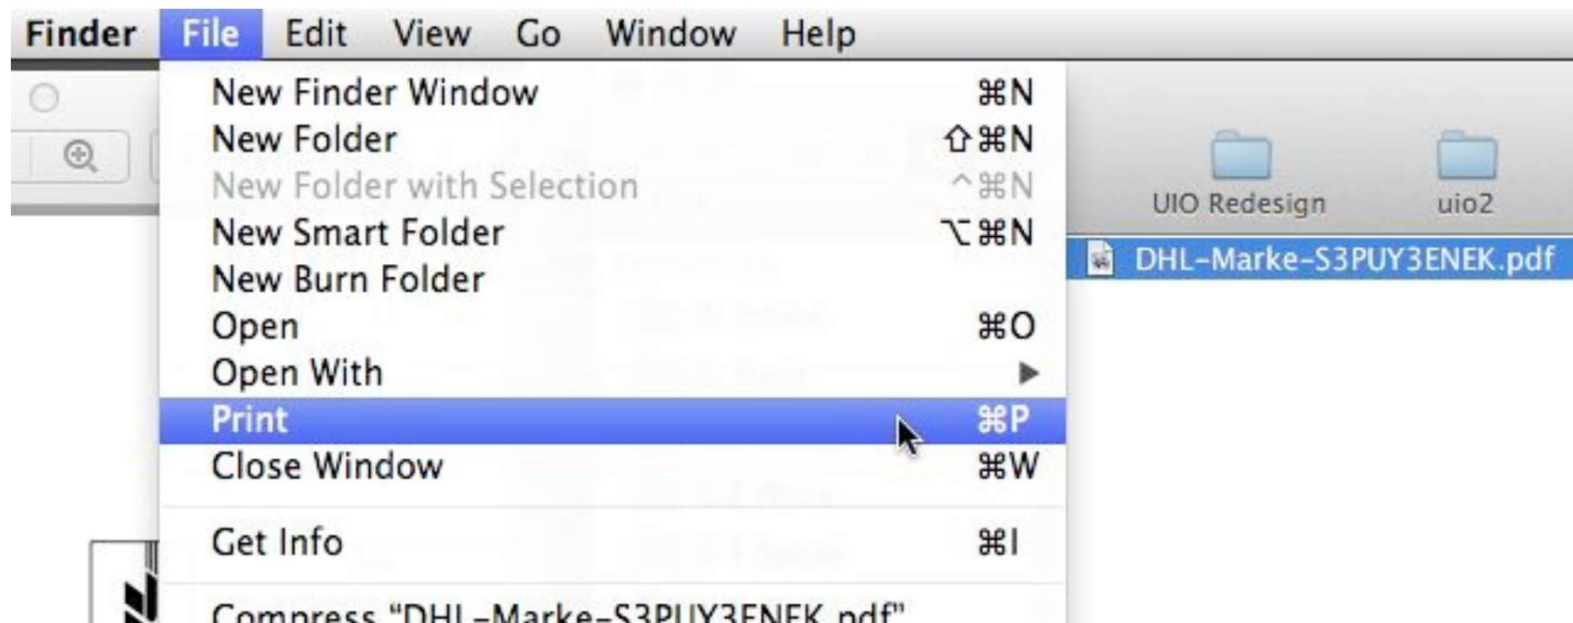 Finder File Edit View Go Window Help
New Finder Window ⌘N
New Folder ⇧⌘N
New Folder with Selection ^⌘N
New Smart Folder ⌥⌘N
New Burn Folder
Open ⌘O
Open With ▶
Print ⌘P
Close Window ⌘W
Get Info ⌘I
Compress “DHL-Marke-S3PUY3ENEK.pdf”
UIO Redesign
uio2
DHL-Marke-S3PUY3ENEK.pdf